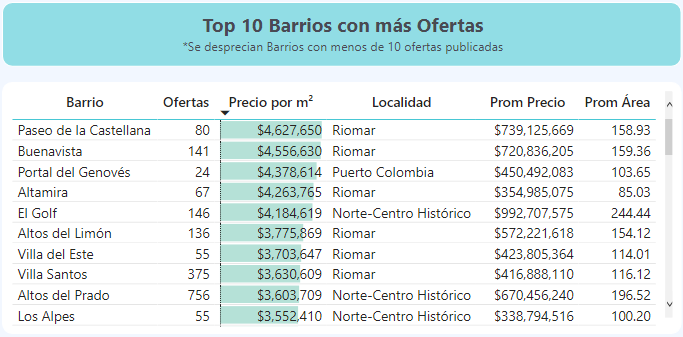 Top 10 Barrios con más Ofertas
*Se desprecian Barrios con menos de 10 ofertas publicadas
Barrio Ofertas Precio por m² Localidad Prom Precio Prom Área
Paseo de la Castellana 80 $4,627,650 Riomar $739,125,669 158.93
Buenavista 141 $4,556,630 Riomar $720,836,205 159.36
Portal del Genovés 24 $4,378,614 Puerto Colombia $450,492,083 103.65
Altamira 67 $4,263,765 Riomar $354,985,075 85.03
El Golf 146 $4,184,619 Norte-Centro Histórico $992,707,575 244.44
Altos del Limón 136 $3,775,869 Riomar $572,221,618 154.12
Villa del Este 55 $3,703,647 Riomar $423,805,364 114.01
Villa Santos 375 $3,630,609 Riomar $416,888,110 116.12
Altos del Prado 756 $3,603,709 Norte-Centro Histórico $670,456,240 196.52
Los Alpes 55 $3,552,410 Norte-Centro Histórico $338,794,516 100.20